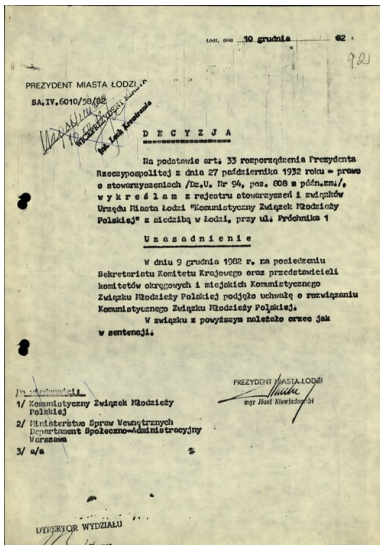 Łódź, dnia 10 grudnia 82 r.
92
PREZYDENT MIASTA ŁODZI
SA.IV.6010/58/82
WICEPREZYDENT
inż. Lech Krowiranda
D E C Y Z J A
Na podstawie art. 33 rozporządzenia Prezydenta
Rzeczypospolitej z dnia 27 października 1932 roku - prawo
o stowarzyszeniach /Dz.U. Nr 94, poz. 808 z późn.zm/.
w y k r e ś l a m z rejestru stowarzyszeń i związków
Urzędu Miasta Łodzi "Komunistyczny Związek Młodzieży
Polskiej" z siedzibą w Łodzi, przy ul. Próchnika 1
U z a s a d n i e n i e
W dniu 9 grudnia 1982 r. na posiedzeniu
Sekretariatu Komitetu Krajowego oraz przedstawicieli
komitetów okręgowych i miejskich Komunistycznego
Związku Młodzieży Polskiej podjęto uchwałę o rozwiązaniu
Komunistycznego Związku Młodzieży Polskiej.
W związku z powyższym należało orzec jak
w sentencji.
PREZYDENT MIASTA ŁODZI
mgr Józef Niewiadomski
Do wiadomości:
1/ Komunistyczny Związek Młodzieży
Polskiej
2/ Ministerstwo Spraw Wewnętrznych
Departament Społeczno-Administracyjny
Warszawa
3/ a/a
DYREKTOR WYDZIAŁU